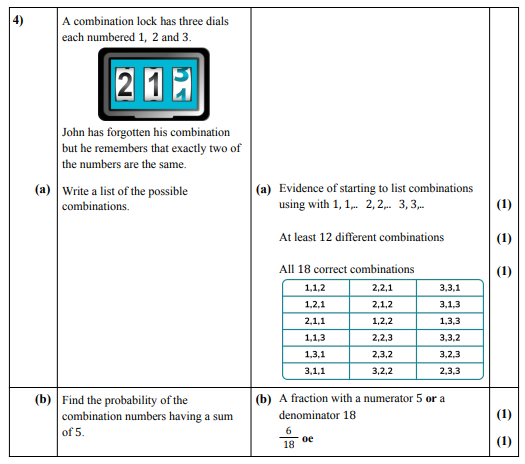 4)
A combination lock has three dials
each numbered 1, 2 and 3.
2 1 3
1
John has forgotten his combination
but he remembers that exactly two of
the numbers are the same.
(a) Write a list of the possible
combinations.
(a) Evidence of starting to list combinations
using with 1, 1,.. 2, 2,.. 3, 3,.. (1)
At least 12 different combinations (1)
All 18 correct combinations (1)
1,1,2 2,2,1 3,3,1
1,2,1 2,1,2 3,1,3
2,1,1 1,2,2 1,3,3
1,1,3 2,2,3 3,3,2
1,3,1 2,3,2 3,2,3
3,1,1 3,2,2 2,3,3
(b) Find the probability of the
combination numbers having a sum
of 5.
(b) A fraction with a numerator 5 or a
denominator 18 (1)
6/18 oe (1)